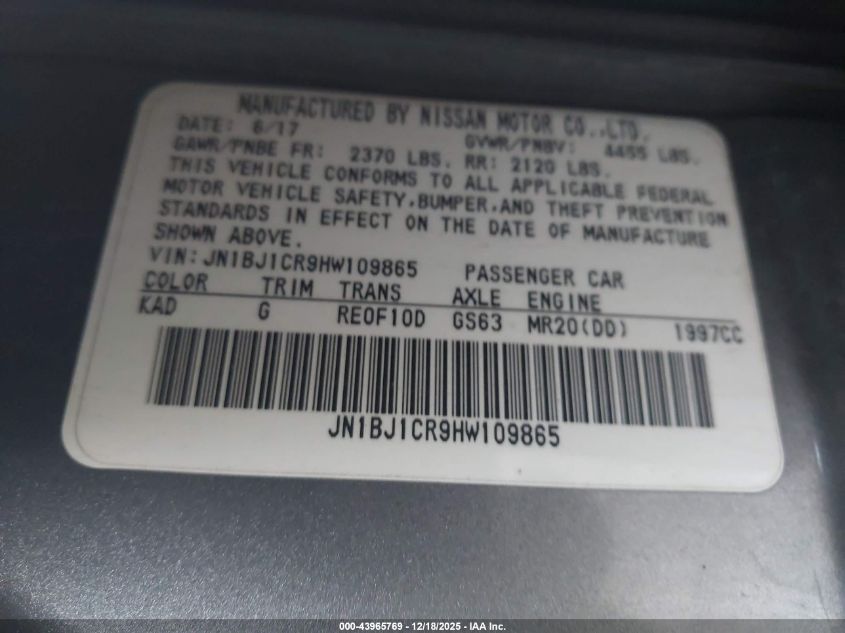 MANUFACTURED BY NISSAN MOTOR CO.,LTD.
DATE: 6/17 GVWR/PNBV: 4455 LBS.
GAWR/PNBE FR: 2370 LBS. RR: 2120 LBS.
THIS VEHICLE CONFORMS TO ALL APPLICABLE FEDERAL
MOTOR VEHICLE SAFETY,BUMPER,AND THEFT PREVENTION
STANDARDS IN EFFECT ON THE DATE OF MANUFACTURE
SHOWN ABOVE.
VIN:JN1BJ1CR9HW109865 PASSENGER CAR
COLOR TRIM TRANS AXLE ENGINE
KAD G RE0F10D GS63 MR20(DD) 1997CC
JN1BJ1CR9HW109865
000-43965769 | 12/18/2025 - IAA Inc.